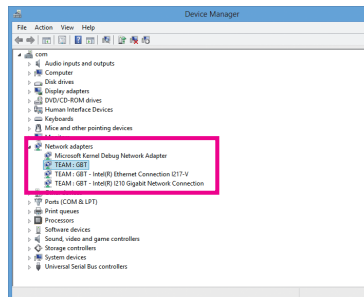 Device Manager
File Action View Help
com
Audio inputs and outputs
Computer
Disk drives
Display adapters
DVD/CD-ROM drives
Human Interface Devices
Keyboards
Mice and other pointing devices
Network adapters
Microsoft Kernel Debug Network Adapter
TEAM : GBT
TEAM : GBT - Intel(R) Ethernet Connection I217-V
TEAM : GBT - Intel(R) I210 Gigabit Network Connection
Ports (COM & LPT)
Print queues
Processors
Software devices
Sound, video and game controllers
Storage controllers
System devices
Universal Serial Bus controllers